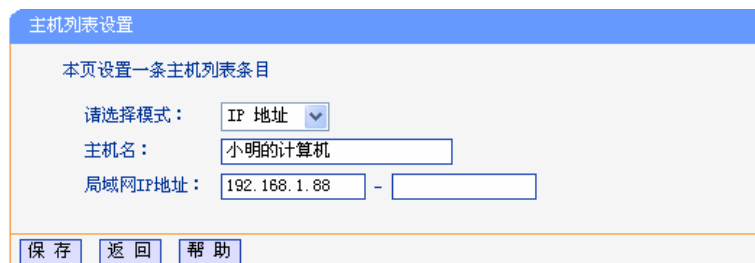 主机列表设置
本页设置一条主机列表条目
请选择模式： IP 地址
主机名： 小明的计算机
局域网IP地址： 192.168.1.88 -
保 存 返 回 帮 助